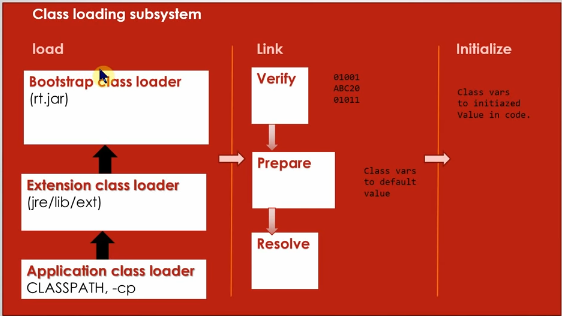 Class loading subsystem
load
Link
Initialize
Bootstrap class loader
(rt.jar)
Extension class loader
(jre/lib/ext)
Application class loader
CLASSPATH, -cp
Verify
01001
ABC20
01011
Prepare
Class vars
to default
value
Resolve
Class vars
to initiazed
Value in code.